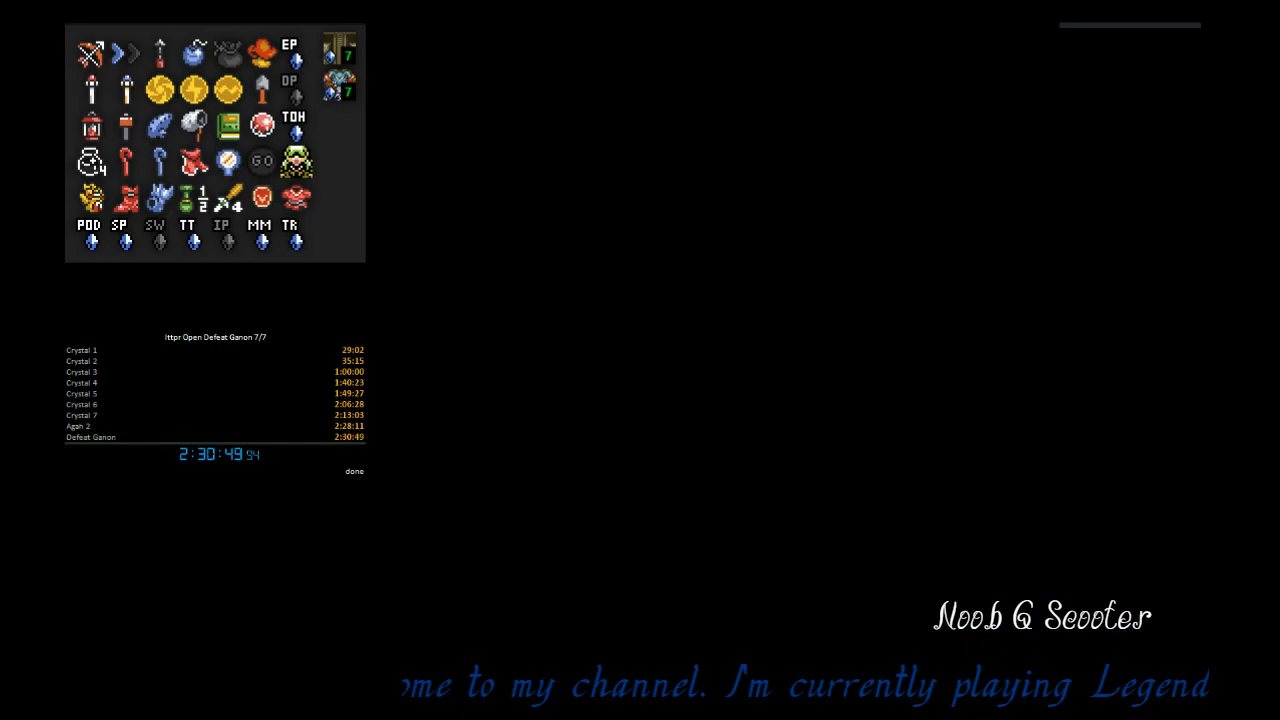 EP
7
DP
7
TOH
4
GO
1/2
4
POD SP SW TT IP MM TR
lttpr Open Defeat Ganon 7/7
Crystal 1 29:02
Crystal 2 35:15
Crystal 3 1:00:00
Crystal 4 1:40:23
Crystal 5 1:49:27
Crystal 6 2:06:28
Crystal 7 2:13:03
Agah 2 2:28:11
Defeat Ganon 2:30:49
2:30:49 94
done
Noob G Scooter
ome to my channel. I'm currently playing Legend